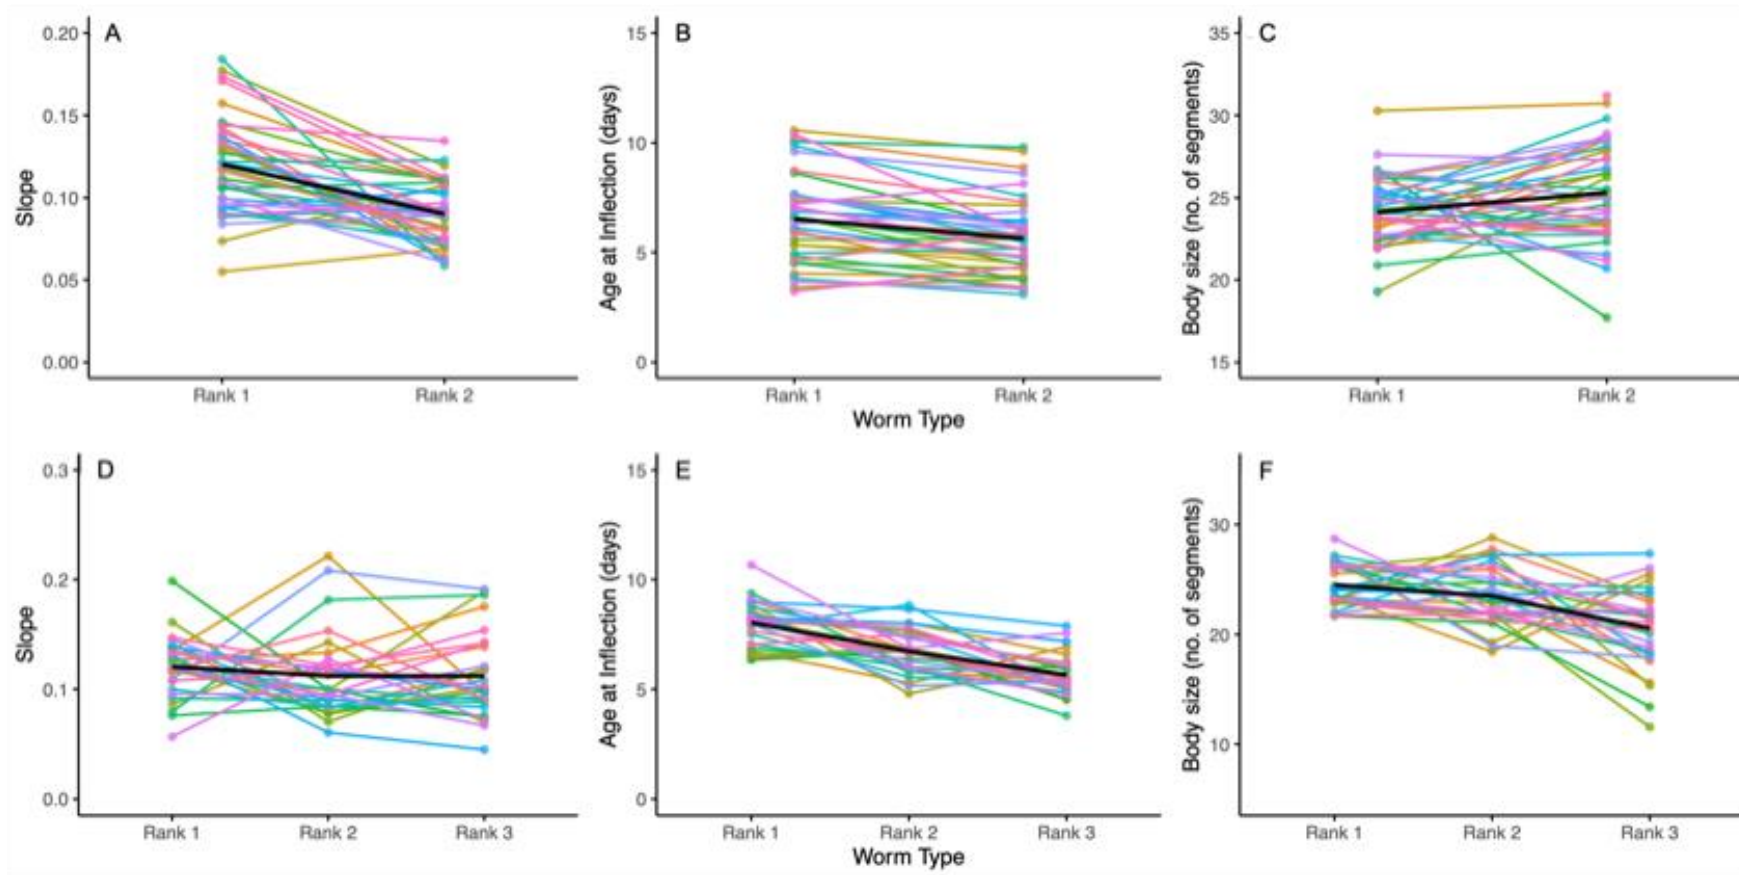 A
0.20
0.15
0.10
0.05
0.00
Slope
Rank 1 Rank 2
B
15
10
5
0
Age at Inflection (days)
Rank 1 Rank 2
Worm Type
C
35
30
25
20
15
Body size (no. of segments)
Rank 1 Rank 2
D
0.3
0.2
0.1
0.0
Slope
Rank 1 Rank 2 Rank 3
E
15
10
5
0
Age at Inflection (days)
Rank 1 Rank 2 Rank 3
Worm Type
F
30
20
10
Body size (no. of segments)
Rank 1 Rank 2 Rank 3